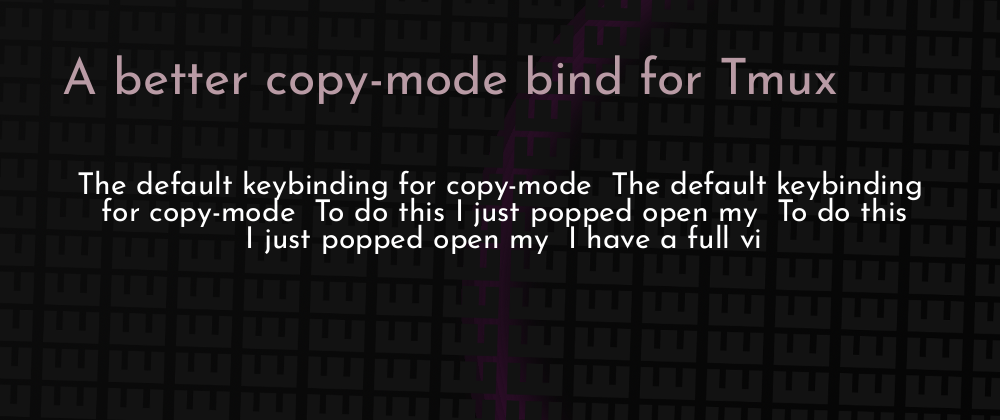 A better copy-mode bind for Tmux
The default keybinding for copy-mode The default keybinding
for copy-mode To do this I just popped open my To do this
I just popped open my I have a full vi